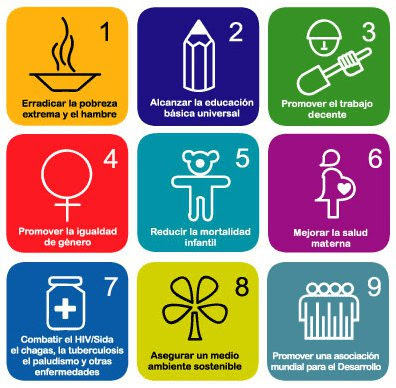 1
Erradicar la pobreza
extrema y el hambre
2
Alcanzar la educación
básica universal
3
Promover el trabajo
decente
4
Promover la igualdad
de género
5
Reducir la mortalidad
infantil
6
Mejorar la salud
materna
7
Combatir el HIV/Sida
el chagas, la tuberculosis
el paludismo y otras
enfermedades
8
Asegurar un medio
ambiente sostenible
9
Promover una asociación
mundial para el Desarrollo